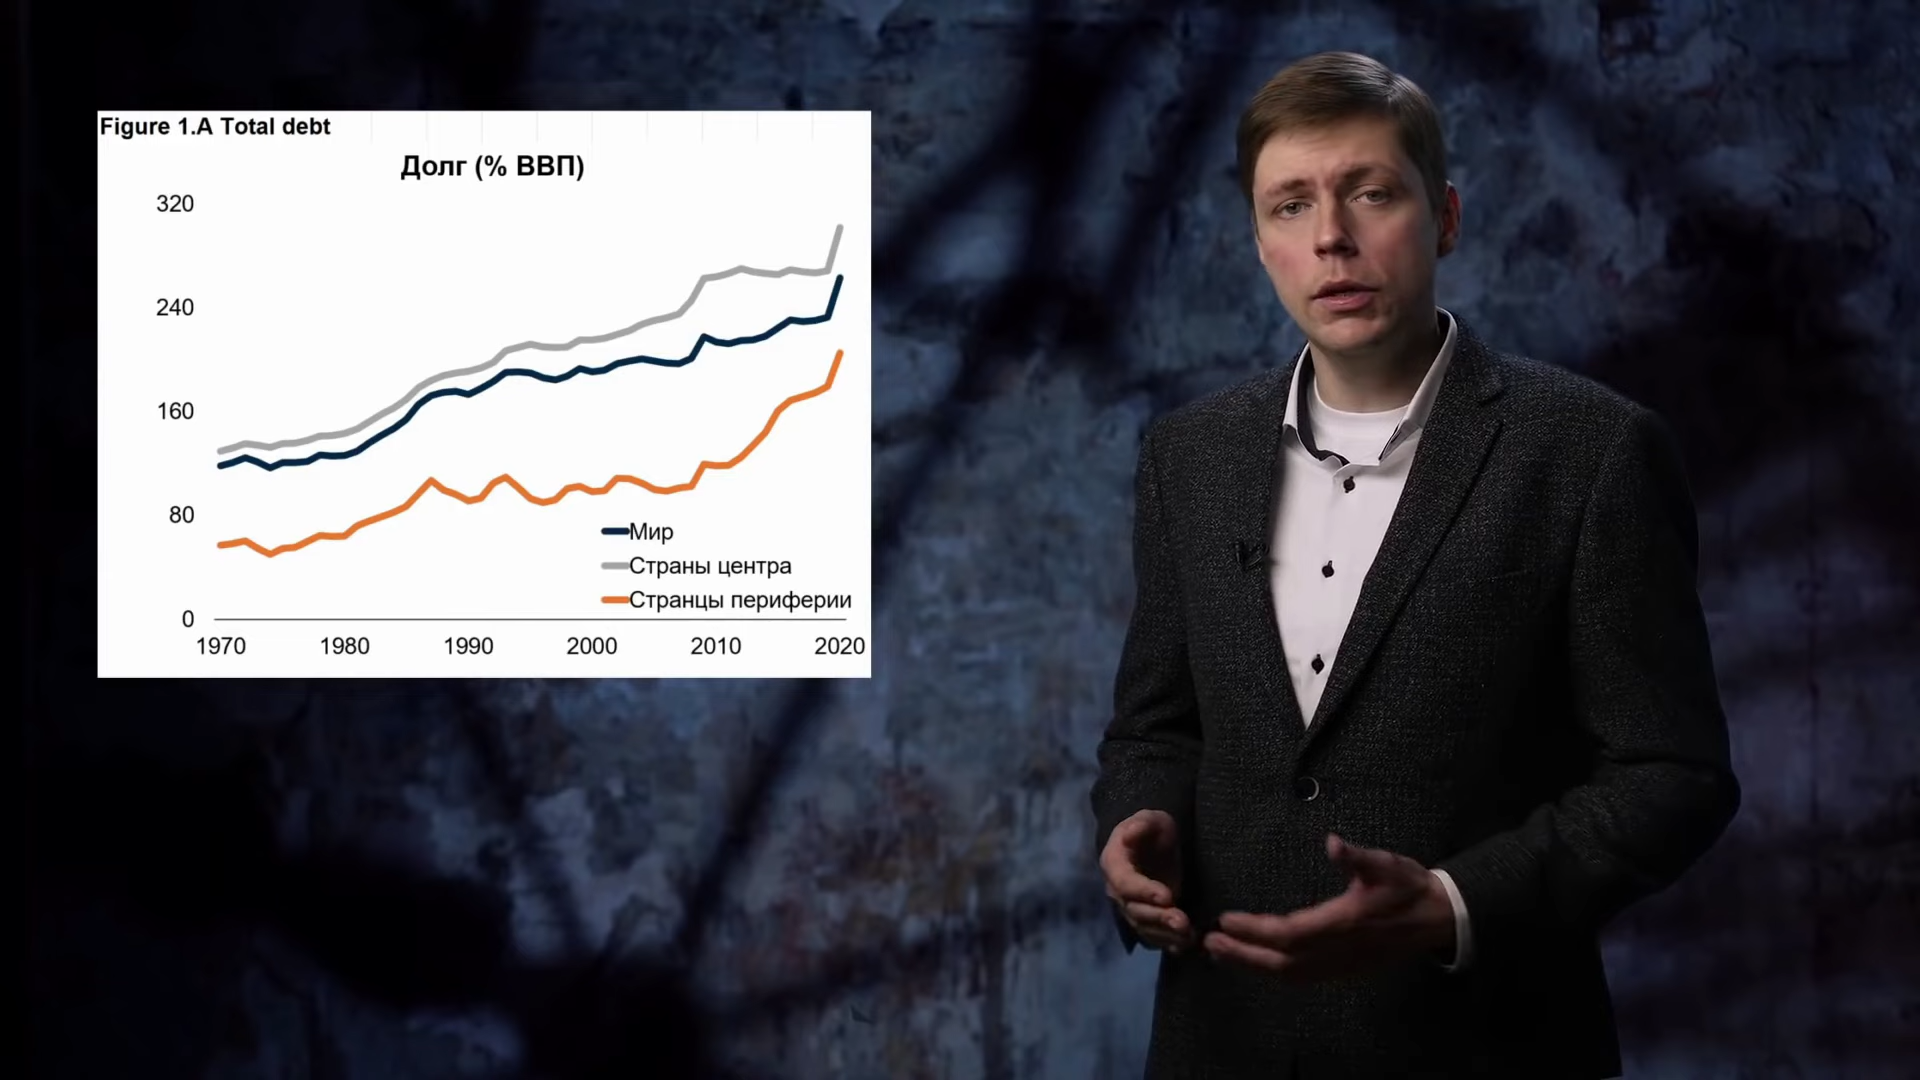 Figure 1.A Total debt
Долг (% ВВП)
320
240
160
80
0
Мир
Страны центра
Странцы периферии
1970 1980 1990 2000 2010 2020